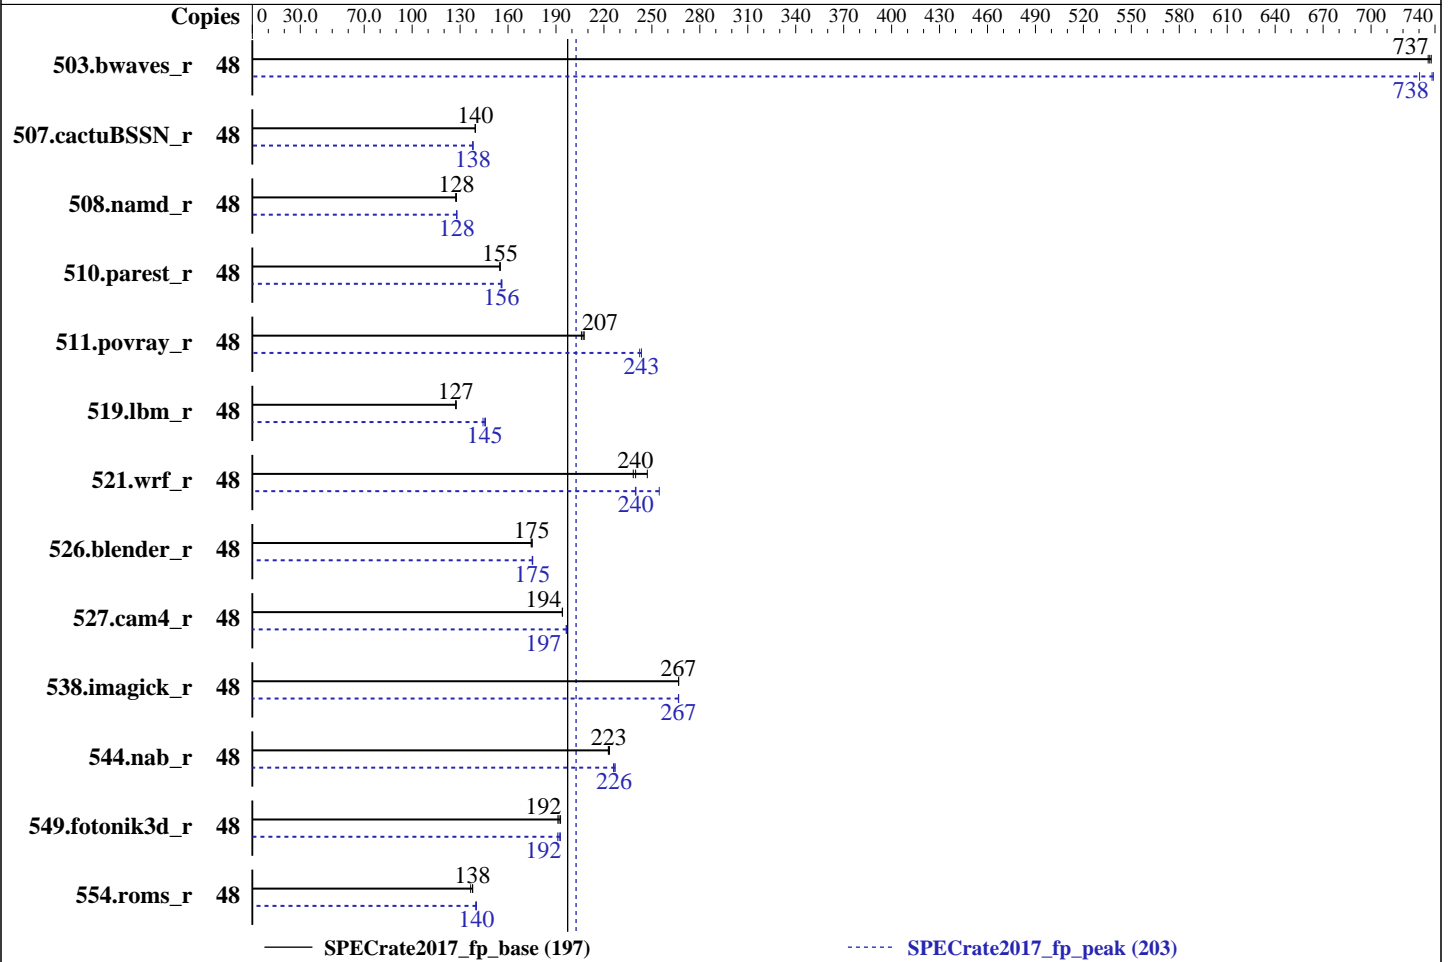 Copies 0 30.0 70.0 100 130 160 190 220 250 280 310 340 370 400 430 460 490 520 550 580 610 640 670 700 740
737
503.bwaves_r 48
738
140
507.cactuBSSN_r 48
138
128
508.namd_r 48
128
155
510.parest_r 48
156
207
511.povray_r 48
243
127
519.lbm_r 48
145
240
521.wrf_r 48
240
175
526.blender_r 48
175
194
527.cam4_r 48
197
267
538.imagick_r 48
267
223
544.nab_r 48
226
192
549.fotonik3d_r 48
192
138
554.roms_r 48
140
SPECrate2017_fp_base (197) SPECrate2017_fp_peak (203)